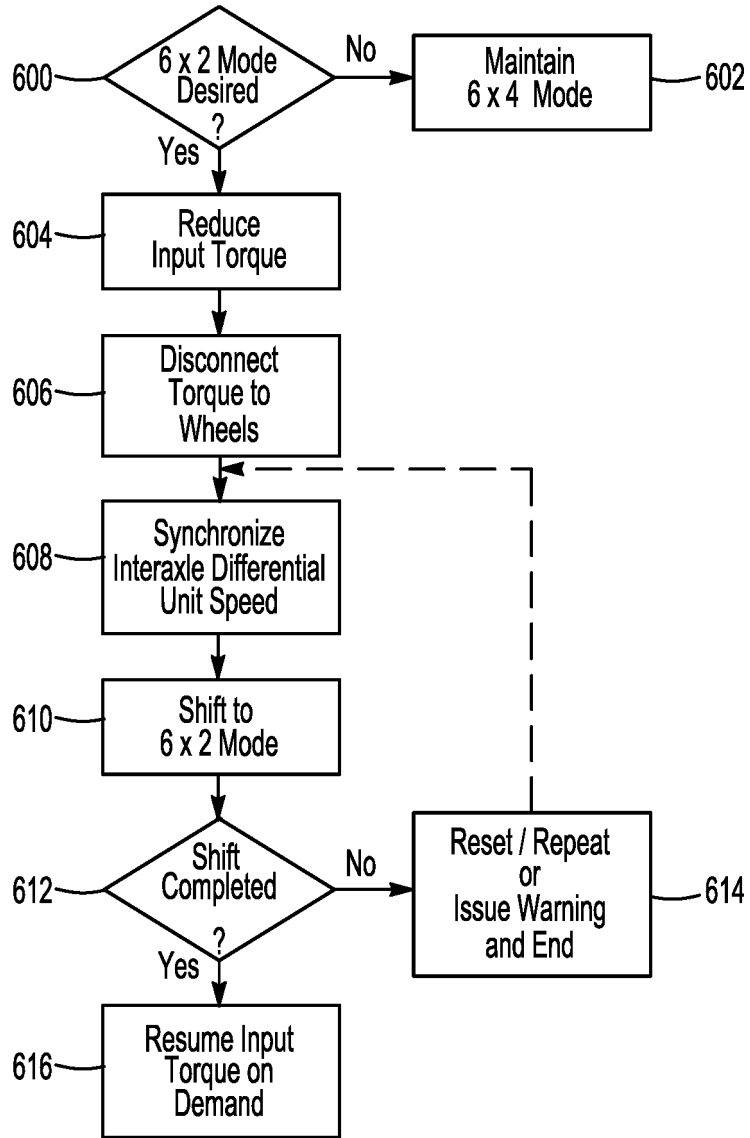 600
6 x 2 Mode
Desired
?
No
Maintain
6 x 4 Mode
602
Yes
604
Reduce
Input Torque
606
Disconnect
Torque to
Wheels
608
Synchronize
Interaxle Differential
Unit Speed
610
Shift to
6 x 2 Mode
612
Shift
Completed
?
No
Reset / Repeat
or
Issue Warning
and End
614
Yes
616
Resume Input
Torque on
Demand